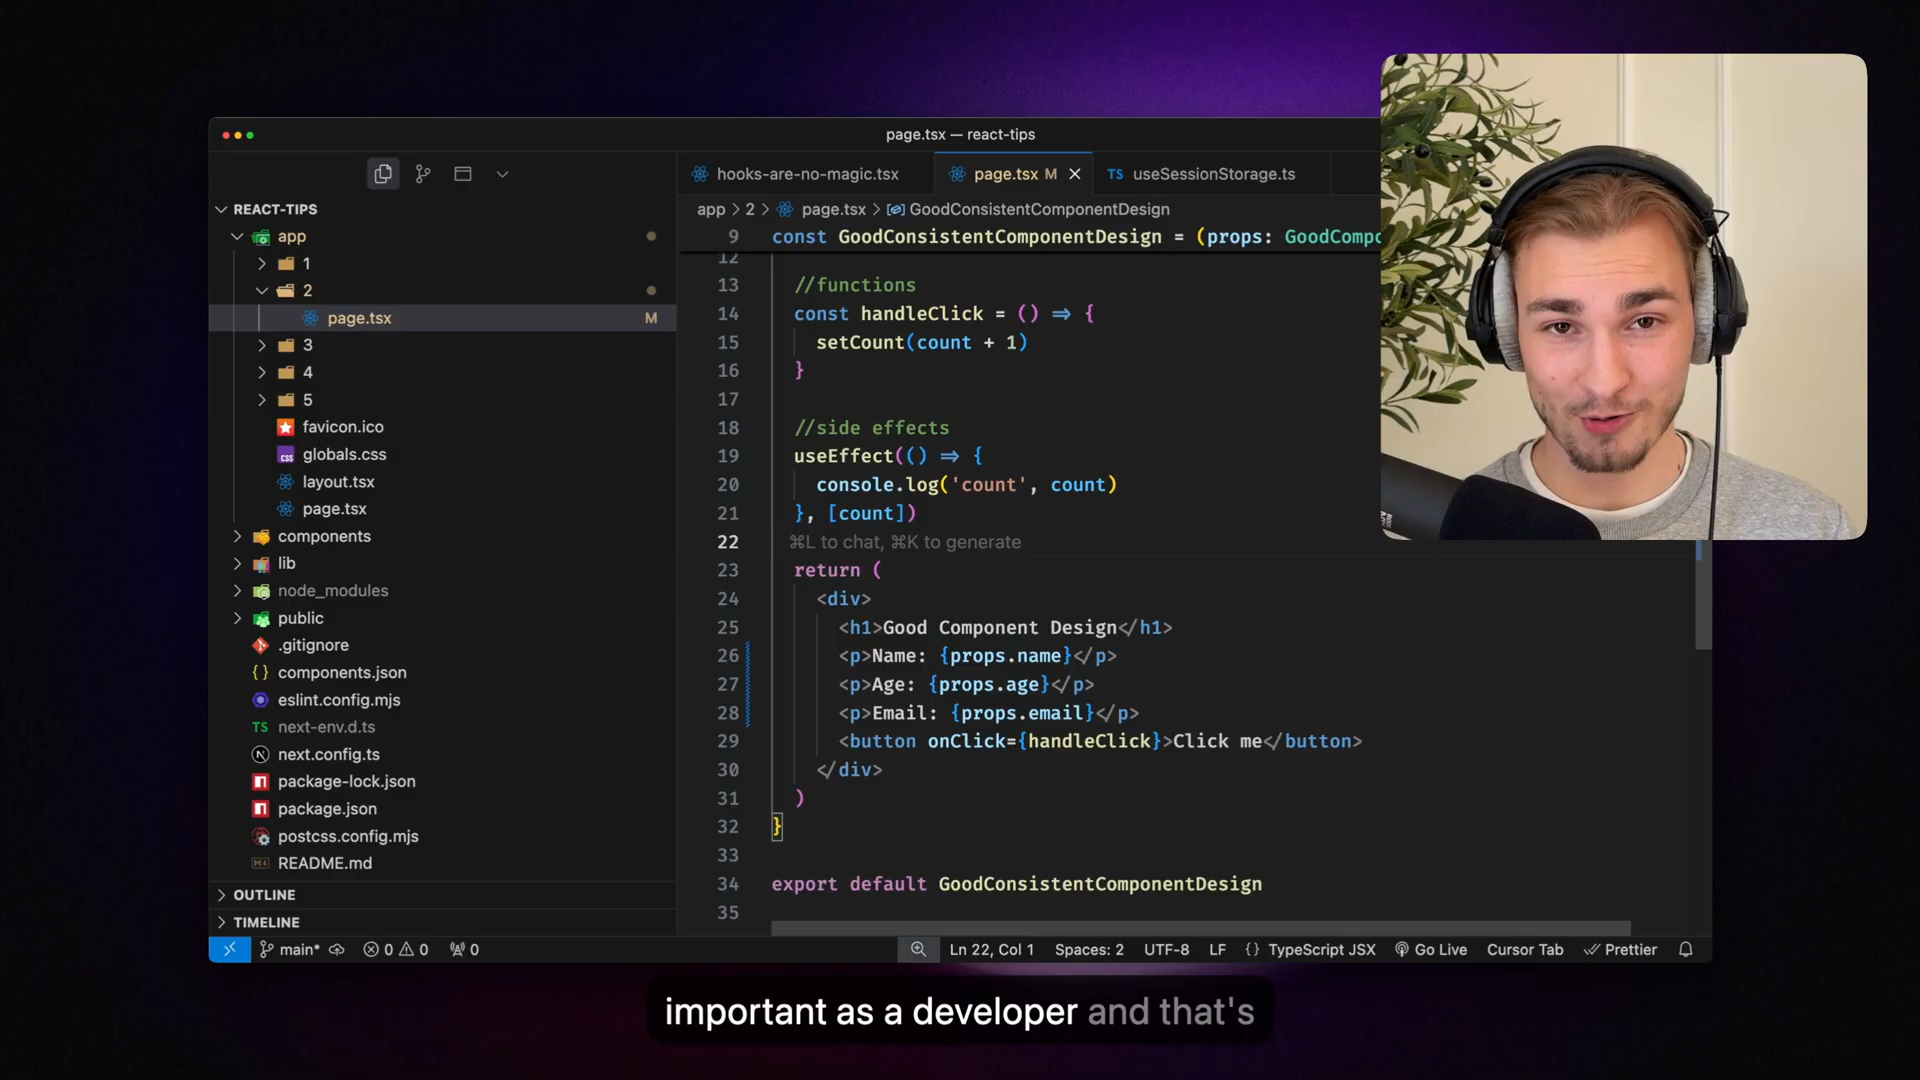 page.tsx — react-tips
REACT-TIPS
app
1
2
page.tsx M
3
4
5
favicon.ico
globals.css
layout.tsx
page.tsx
components
lib
node_modules
public
.gitignore
components.json
eslint.config.mjs
TS next-env.d.ts
next.config.ts
package-lock.json
package.json
postcss.config.mjs
README.md
OUTLINE
TIMELINE
hooks-are-no-magic.tsx
page.tsx M
TS useSessionStorage.ts
app > 2 > page.tsx > GoodConsistentComponentDesign
9 const GoodConsistentComponentDesign = (props: GoodCompo
12
13 //functions
14 const handleClick = () => {
15 setCount(count + 1)
16 }
17
18 //side effects
19 useEffect(() => {
20 console.log('count', count)
21 }, [count])
22 ⌘L to chat, ⌘K to generate
23 return (
24 <div>
25 <h1>Good Component Design</h1>
26 <p>Name: {props.name}</p>
27 <p>Age: {props.age}</p>
28 <p>Email: {props.email}</p>
29 <button onClick={handleClick}>Click me</button>
30 </div>
31 )
32 }
33
34 export default GoodConsistentComponentDesign
35
main* 0 0 0 Ln 22, Col 1 Spaces: 2 UTF-8 LF {} TypeScript JSX Go Live Cursor Tab Prettier
important as a developer and that's